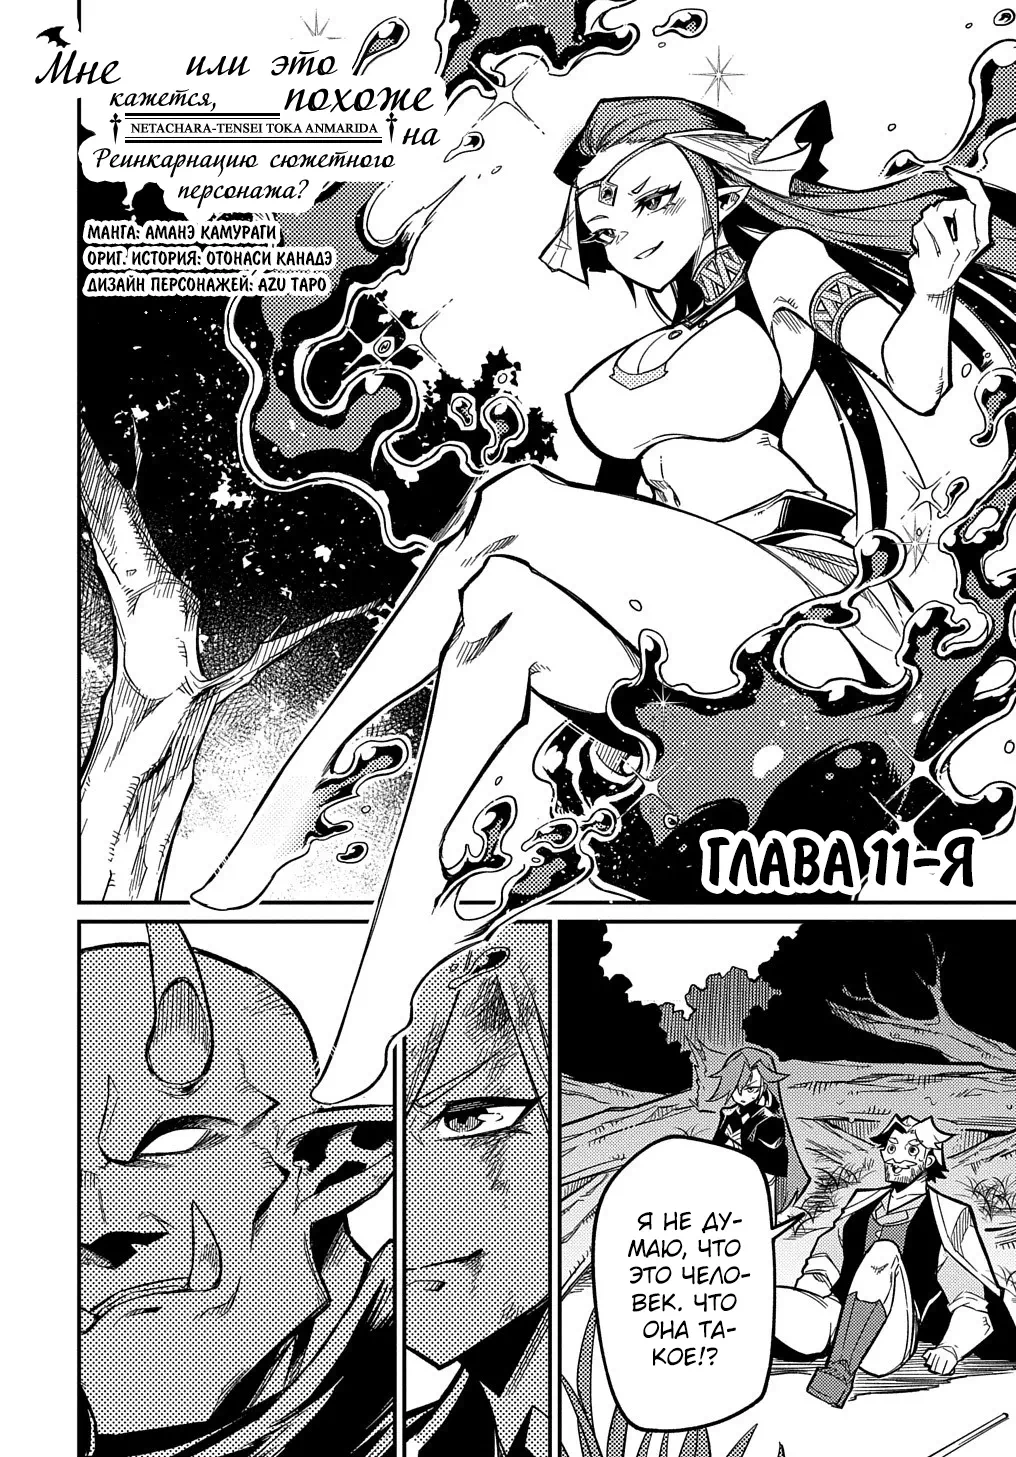 Мне или это
кажется, похоже
NETACHARA-TENSEI TOKA ANMARIDA
на
Реинкарнацию сюжетного
персонажа?
МАНГА: АМАНЭ КАМУРАГИ
ОРИГ. ИСТОРИЯ: ОТОНАСИ КАНАДЭ
ДИЗАЙН ПЕРСОНАЖЕЙ: AZU ТАРО
ГЛАВА 11-Я
Я НЕ ДУ-
МАЮ, ЧТО
ЭТО ЧЕЛО-
ВЕК. ЧТО
ОНА ТА-
КОЕ!?